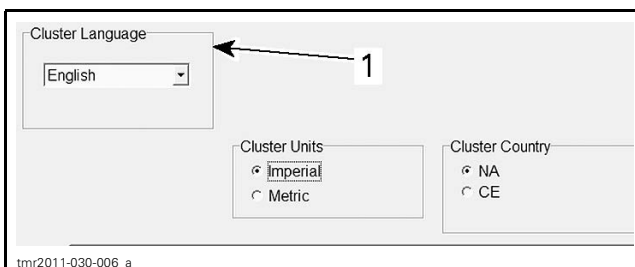 Cluster Language
English
1
Cluster Units
Imperial
Metric
Cluster Country
NA
CE
tmr2011-030-006_a